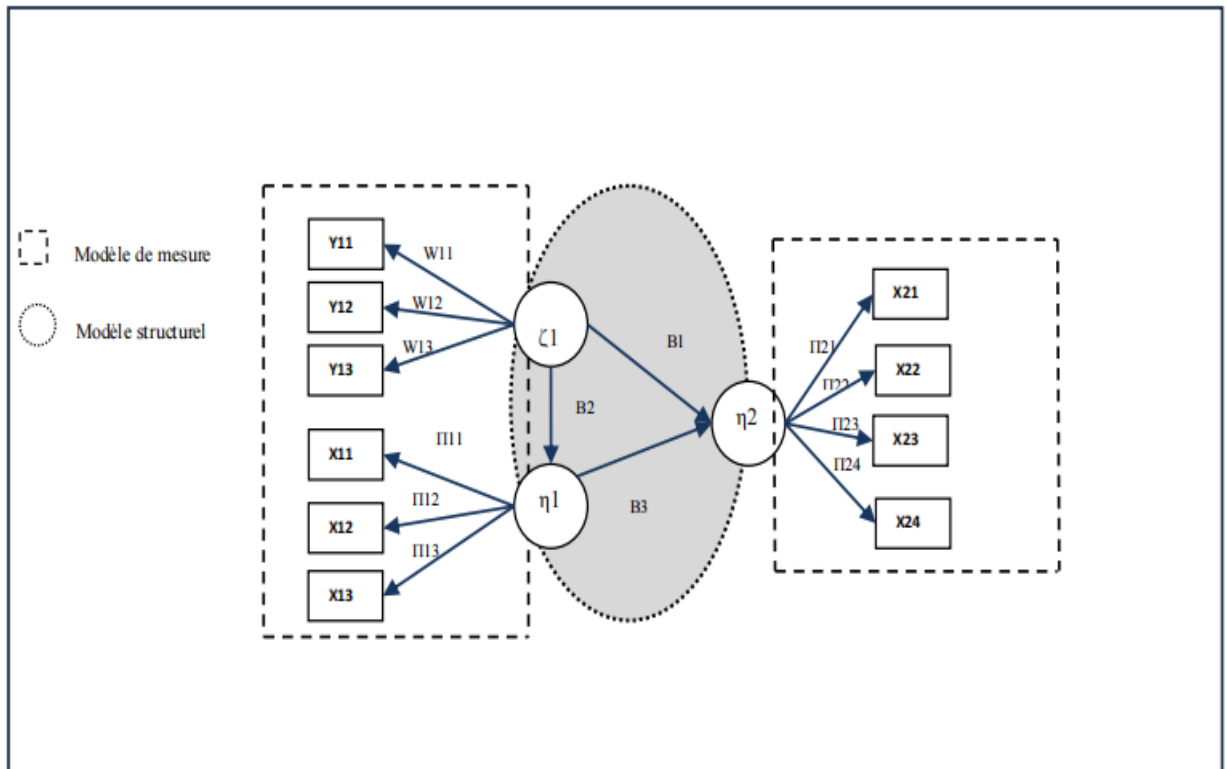 Modèle de mesure
Modèle structurel
Y11
Y12
Y13
X11
X12
X13
W11
W12
W13
Π11
Π12
Π13
ζ1
η1
B1
B2
B3
η2
Π21
Π22
Π23
Π24
X21
X22
X23
X24